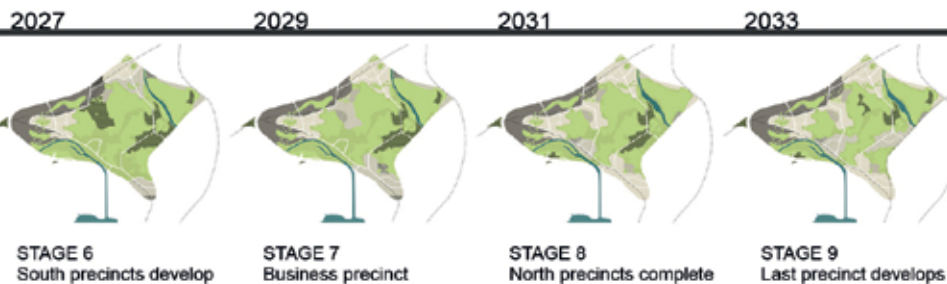 2027 2029 2031 2033
STAGE 6 STAGE 7 STAGE 8 STAGE 9
South precincts develop Business precinct North precincts complete Last precinct develops